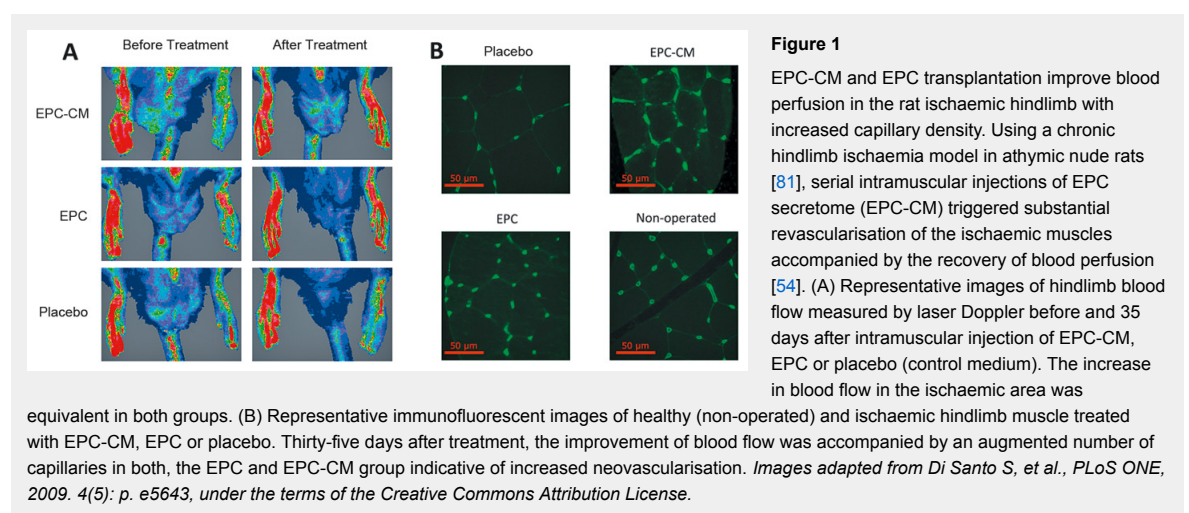 A
Before Treatment
After Treatment
EPC-CM
EPC
Placebo
B
Placebo
EPC-CM
50 µm
50 µm
EPC
Non-operated
50 µm
50 µm
Figure 1
EPC-CM and EPC transplantation improve blood
perfusion in the rat ischaemic hindlimb with
increased capillary density. Using a chronic
hindlimb ischaemia model in athymic nude rats
[81], serial intramuscular injections of EPC
secretome (EPC-CM) triggered substantial
revascularisation of the ischaemic muscles
accompanied by the recovery of blood perfusion
[54]. (A) Representative images of hindlimb blood
flow measured by laser Doppler before and 35
days after intramuscular injection of EPC-CM,
EPC or placebo (control medium). The increase
in blood flow in the ischaemic area was
equivalent in both groups. (B) Representative immunofluorescent images of healthy (non-operated) and ischaemic hindlimb muscle treated
with EPC-CM, EPC or placebo. Thirty-five days after treatment, the improvement of blood flow was accompanied by an augmented number of
capillaries in both, the EPC and EPC-CM group indicative of increased neovascularisation. Images adapted from Di Santo S, et al., PLoS ONE,
2009. 4(5): p. e5643, under the terms of the Creative Commons Attribution License.